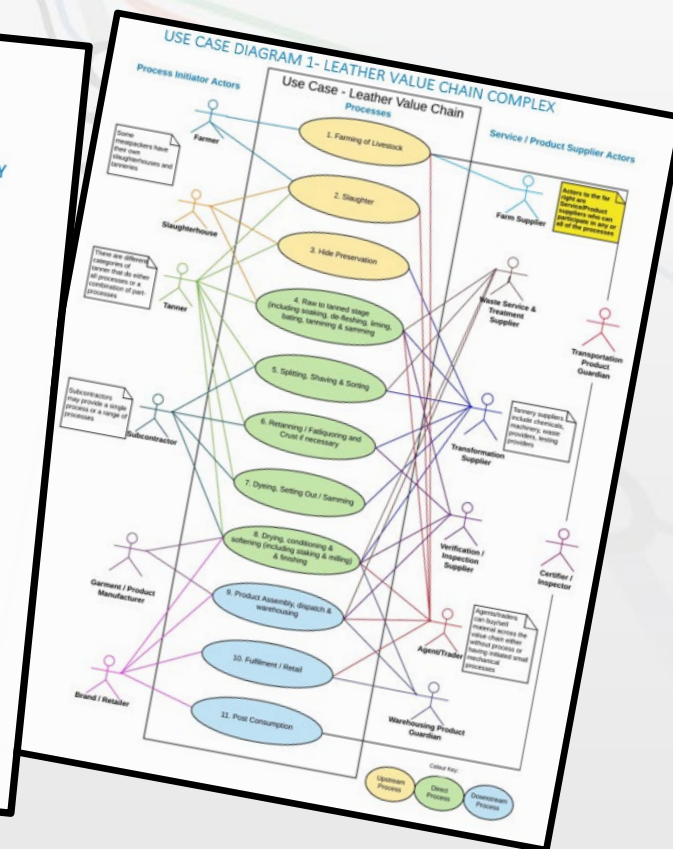 Y
USE CASE DIAGRAM 1- LEATHER VALUE CHAIN COMPLEX
Process Initiator Actors
Use Case - Leather Value Chain
Processes
Service / Product Supplier Actors
Farmer
Some
meatpackers have
their own
slaughterhouses and
tanneries
1. Farming of Livestock
Farm Supplier
Actors to the far
right are
Service/Product
suppliers who can
participate in any or
all of the processes
2. Slaughter
Slaughterhouse
3. Hide Preservation
There are different
categories of
tanner that do either
all processes or a
combination of part-
processes
Tanner
4. Raw to tanned stage
(including soaking, de-fleshing, liming,
bating, tannining & samming
Waste Service &
Treatment
Supplier
Transportation
Product
Guardian
5. Splitting, Shaving & Sorting
Subcontractors
may provide a single
process or a range of
processes
Subcontractor
6. Retanning / Fatliquoring and
Crust if necessary
Transformation
Supplier
Tannery suppliers
include chemicals,
machinery, waste
providers, testing
providers
7. Dyeing, Setting Out / Samming
8. Drying, conditioning &
softening (including staking & milling)
& finishing
Verification /
Inspection
Supplier
Certifier /
Inspector
Garment / Product
Manufacturer
9. Product Assembly, dispatch &
warehousing
Agent/Trader
Agents/traders
can buy/sell
material across the
value chain either
without process or
having initiated small
mechanical
processes
10. Fulfilment / Retail
Brand / Retailer
Warehousing Product
Guardian
11. Post Consumption
Colour Key:
Upstream
Process
Direct
Process
Downstream
Process